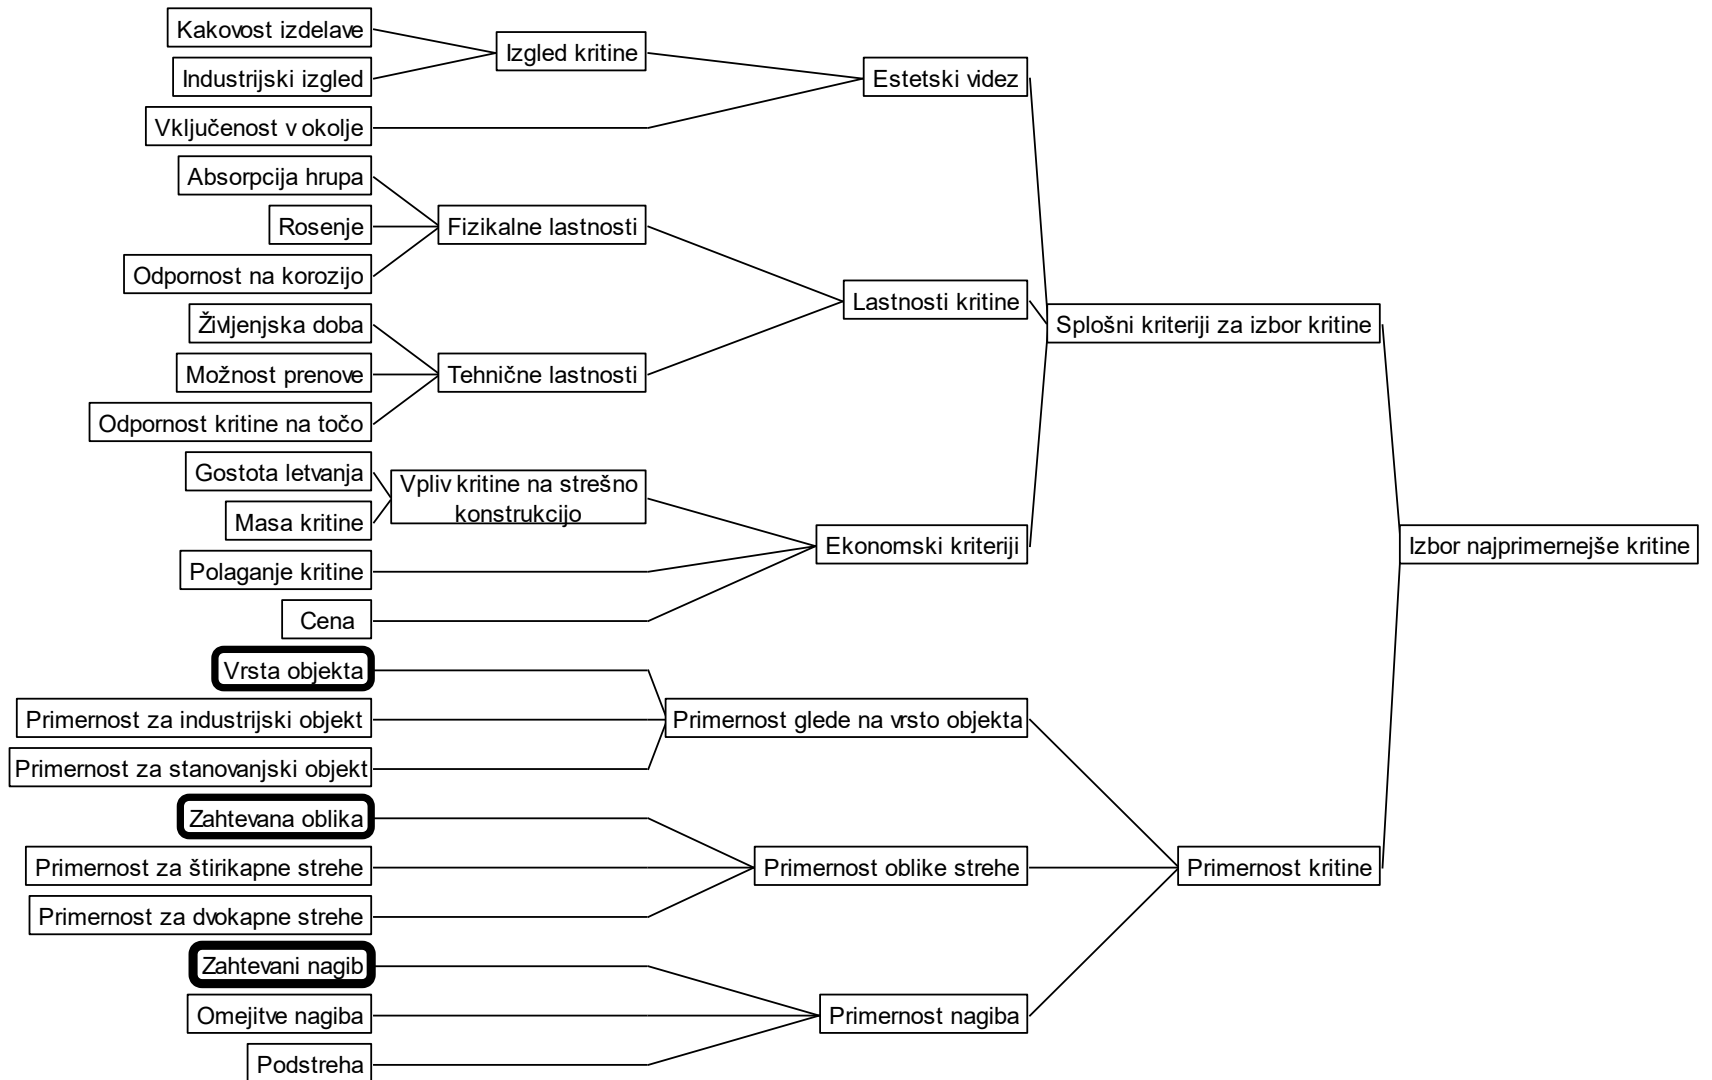 Kakovost izdelave
Industrijski izgled
Vključenost v okolje
Absorpcija hrupa
Rosenje
Odpornost na korozijo
Življenjska doba
Možnost prenove
Odpornost kritine na točo
Gostota letvanja
Masa kritine
Polaganje kritine
Cena
Vrsta objekta
Primernost za industrijski objekt
Primernost za stanovanjski objekt
Zahtevana oblika
Primernost za štirikapne strehe
Primernost za dvokapne strehe
Zahtevani nagib
Omejitve nagiba
Podstreha
Izgled kritine
Fizikalne lastnosti
Tehnične lastnosti
Vpliv kritine na strešno
konstrukcijo
Estetski videz
Lastnosti kritine
Ekonomski kriteriji
Primernost glede na vrsto objekta
Primernost oblike strehe
Primernost nagiba
Splošni kriteriji za izbor kritine
Primernost kritine
Izbor najprimernejše kritine